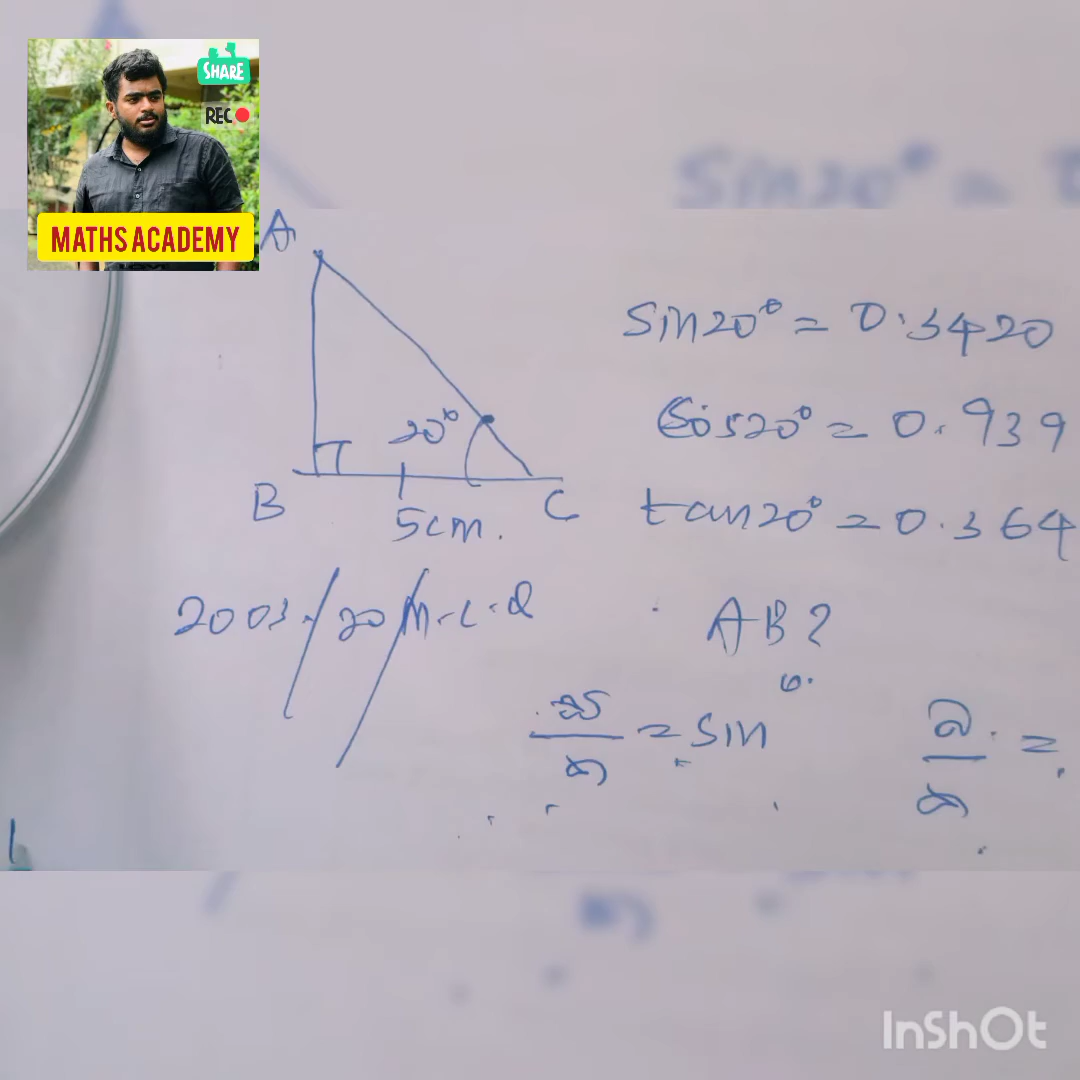 SHARE
REC
MATHS ACADEMY
A
Sin20° = 0.3420
Cos20° = 0.939
20°
B
C
tan20° = 0.364
5cm.
2003 / 20 M.C.Q
AB?
= Sin
=
InShOt